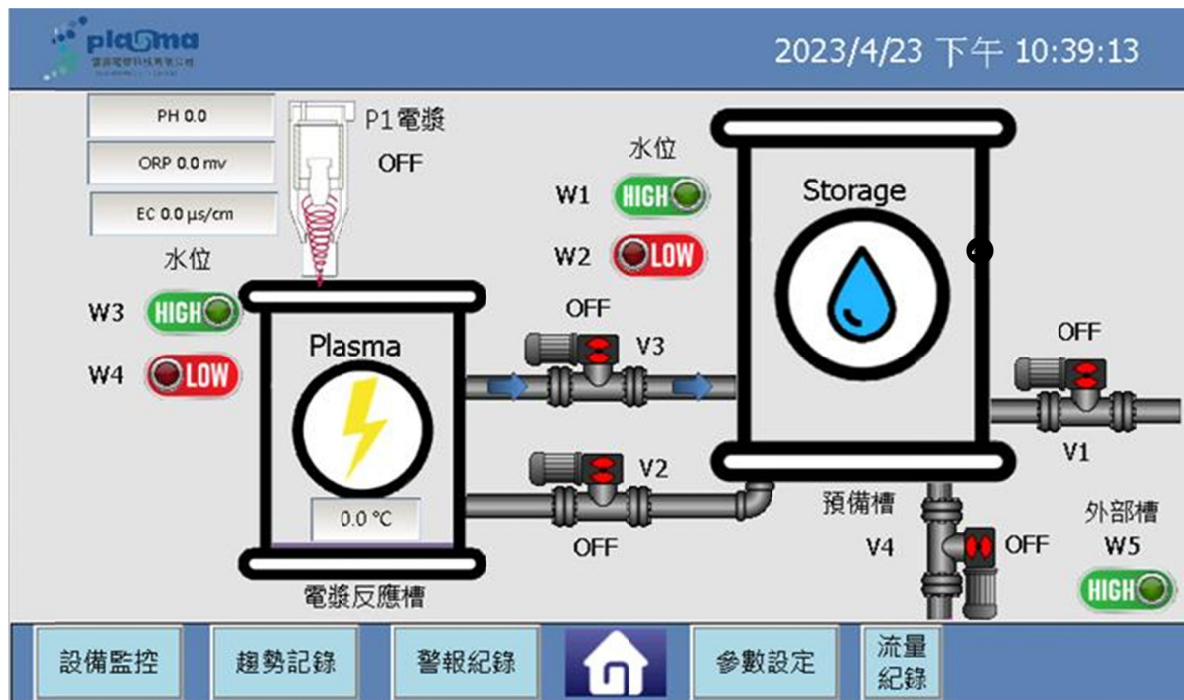 plasma
2023/4/23 下午 10:39:13
PH 0.0
ORP 0.0 mv
EC 0.0 µs/cm
P1電漿
OFF
水位
W3 HIGH
W4 LOW
水位
W1 HIGH
W2 LOW
Storage
Plasma
0.0 °C
電漿反應槽
OFF
V3
V2
OFF
OFF
V1
預備槽
V4
OFF
外部槽
W5
HIGH
設備監控
趨勢記錄
警報紀錄
參數設定
流量
紀錄